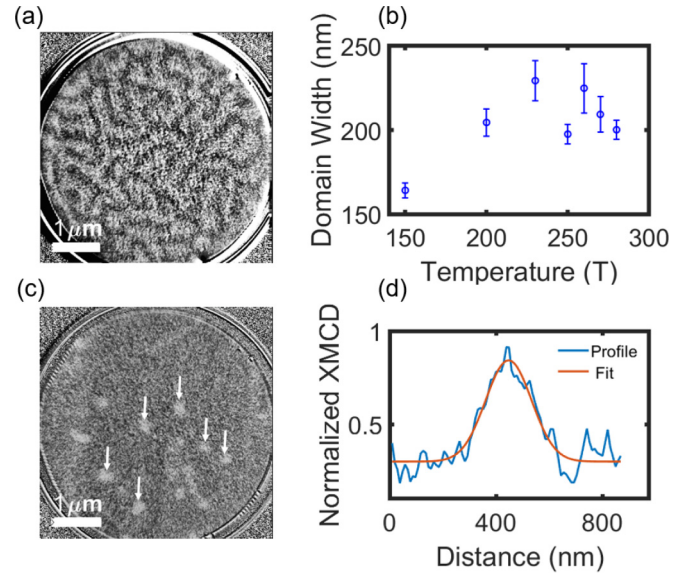 (a)
1μm
(b)
Domain Width (nm)
250
200
150
150
200
250
300
Temperature (T)
(c)
1μm
(d)
Normalized XMCD
1
0.5
Profile
Fit
0
400
800
Distance (nm)